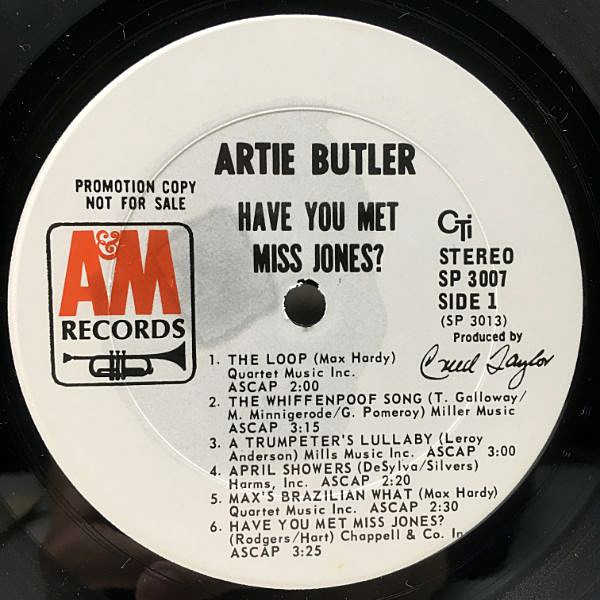 ARTIE BUTLER
PROMOTION COPY
NOT FOR SALE
HAVE YOU MET
MISS JONES?
A&M
RECORDS
CTi
STEREO
SP 3007
SIDE 1
(SP 3013)
Produced by
Creed Taylor
1. THE LOOP (Max Hardy)
Quartet Music Inc.
ASCAP 2:00
2. THE WHIFFENPOOF SONG (T. Galloway/
M. Minnigerode/G. Pomeroy) Miller Music
ASCAP 3:15
3. A TRUMPETER'S LULLABY (Leroy
Anderson) Mills Music Inc. ASCAP 3:00
4. APRIL SHOWERS (DeSylva/Silvers)
Harms, Inc. ASCAP 2:20
5. MAX'S BRAZILIAN WHAT (Max Hardy)
Quartet Music Inc. ASCAP 2:30
6. HAVE YOU MET MISS JONES?
(Rodgers/Hart) Chappell & Co. In
ASCAP 3:25